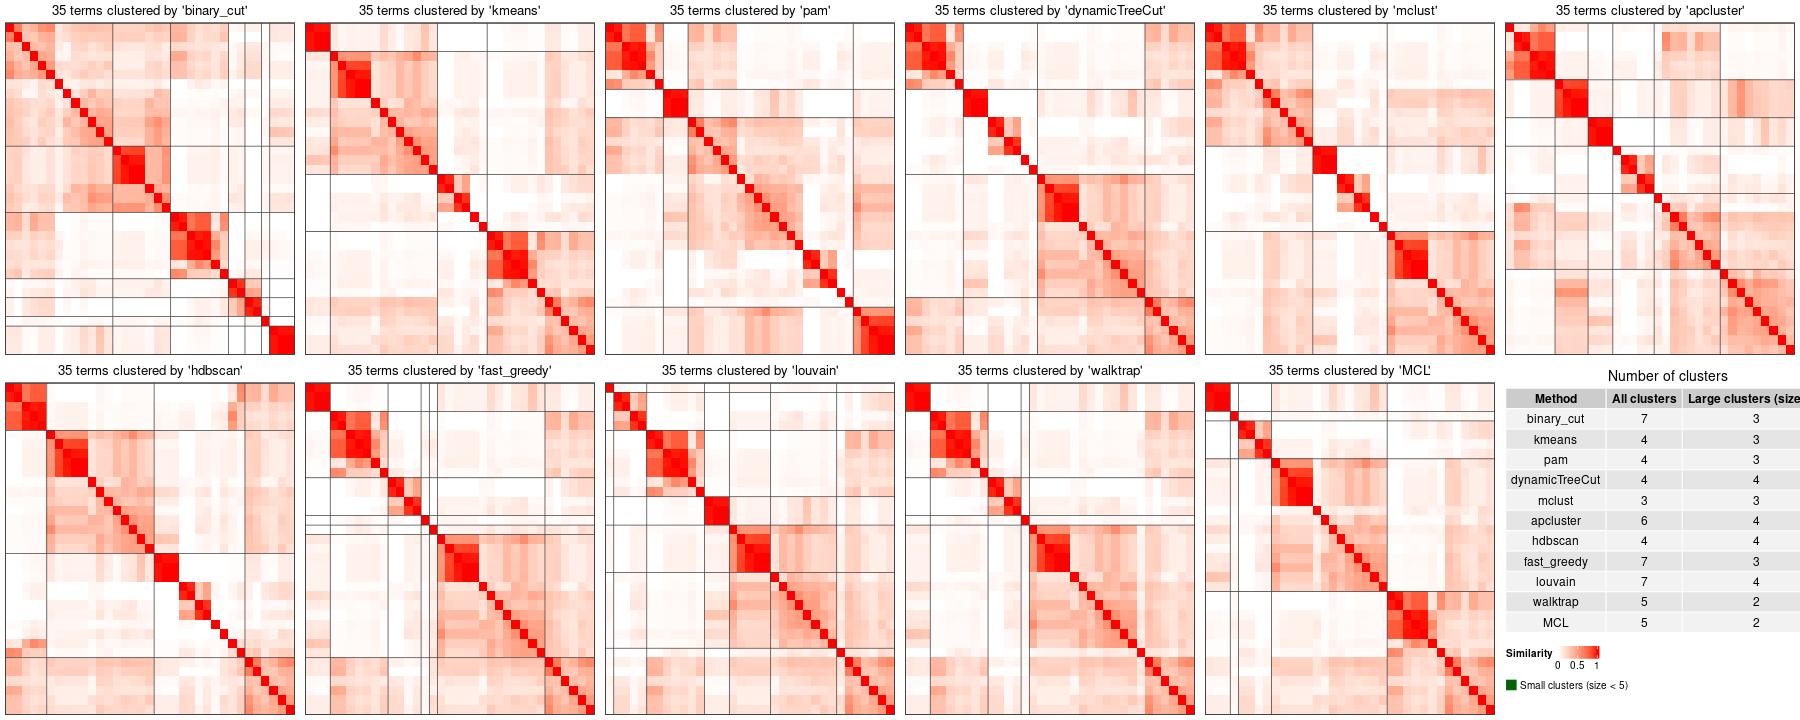 35 terms clustered by 'binary_cut'
35 terms clustered by 'kmeans'
35 terms clustered by 'pam'
35 terms clustered by 'dynamicTreeCut'
35 terms clustered by 'mclust'
35 terms clustered by 'apcluster'
35 terms clustered by 'hdbscan'
35 terms clustered by 'fast_greedy'
35 terms clustered by 'louvain'
35 terms clustered by 'walktrap'
35 terms clustered by 'MCL'
Number of clusters
Method All clusters Large clusters (size
binary_cut 7 3
kmeans 4 3
pam 4 3
dynamicTreeCut 4 4
mclust 3 3
apcluster 6 4
hdbscan 4 4
fast_greedy 7 3
louvain 7 4
walktrap 5 2
MCL 5 2
Similarity
0 0.5 1
Small clusters (size < 5)